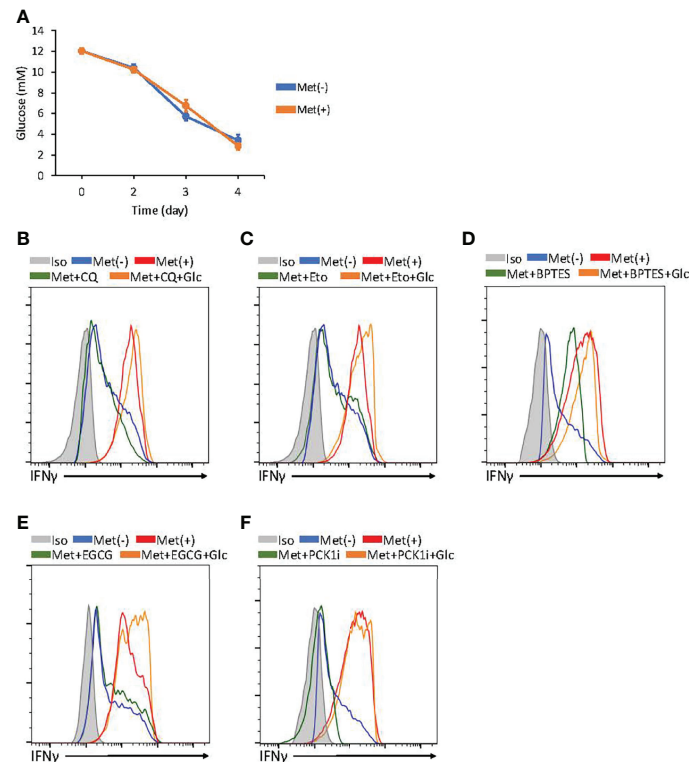 A
14
12
10
8
6
4
2
0
Glucose (mM)
0 2 3 4
Time (day)
Met(-)
Met(+)
B
Iso Met(-) Met(+)
Met+CQ Met+CQ+Glc
IFNγ
C
Iso Met(-) Met(+)
Met+Eto Met+Eto+Glc
IFNγ
D
Iso Met(-) Met(+)
Met+BPTES Met+BPTES+Glc
IFNγ
E
Iso Met(-) Met(+)
Met+EGCG Met+EGCG+Glc
IFNγ
F
Iso Met(-) Met(+)
Met+PCK1i Met+PCK1i+Glc
IFNγ